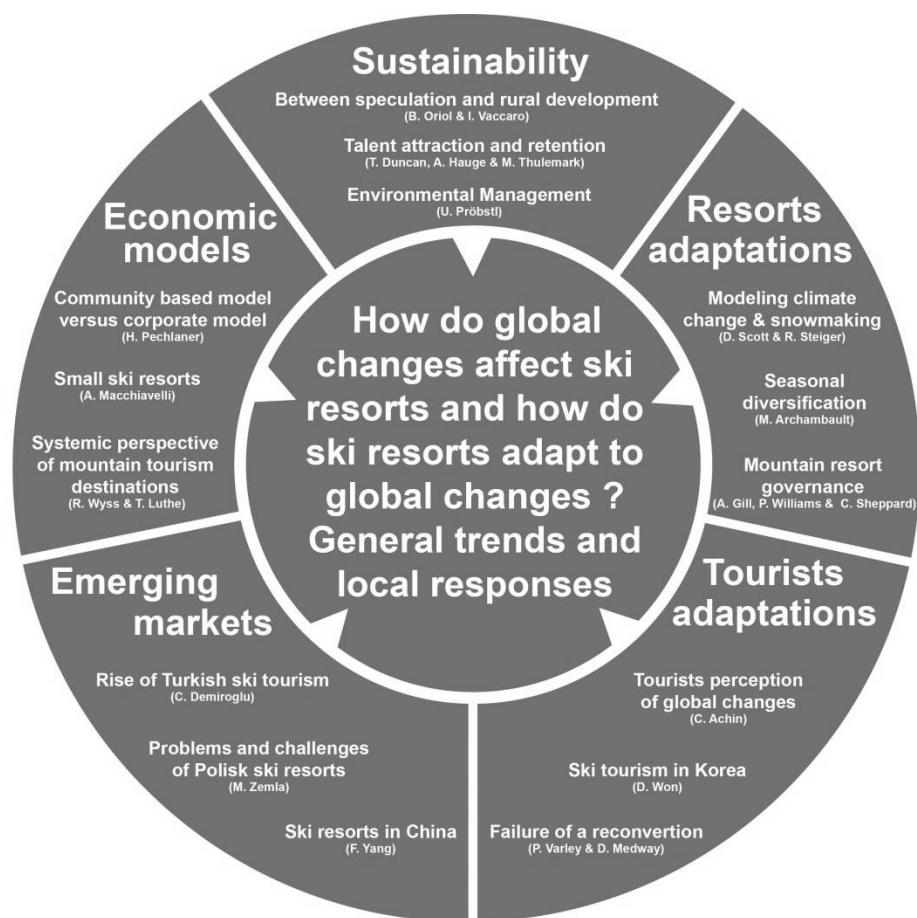 Sustainability
Between speculation and rural development
(B. Oriol & I. Vaccaro)
Talent attraction and retention
(T. Duncan, A. Hauge & M. Thulemark)
Environmental Management
(U. Pröbstl)
Economic
models
Community based model
versus corporate model
(H. Pechlaner)
Small ski resorts
(A. Macchiavelli)
Systemic perspective
of mountain tourism
destinations
(R. Wyss & T. Luthe)
Resorts
adaptations
Modeling climate
change & snowmaking
(D. Scott & R. Steiger)
Seasonal
diversification
(M. Archambault)
Mountain resort
governance
(A. Gill, P. Williams & C. Sheppard)
How do global
changes affect ski
resorts and how do
ski resorts adapt to
global changes ?
General trends and
local responses
Emerging
markets
Rise of Turkish ski tourism
(C. Demiroglu)
Problems and challenges
of Polisk ski resorts
(M. Zemla)
Ski resorts in China
(F. Yang)
Tourists
adaptations
Tourists perception
of global changes
(C. Achin)
Ski tourism in Korea
(D. Won)
Failure of a reconvertion
(P. Varley & D. Medway)